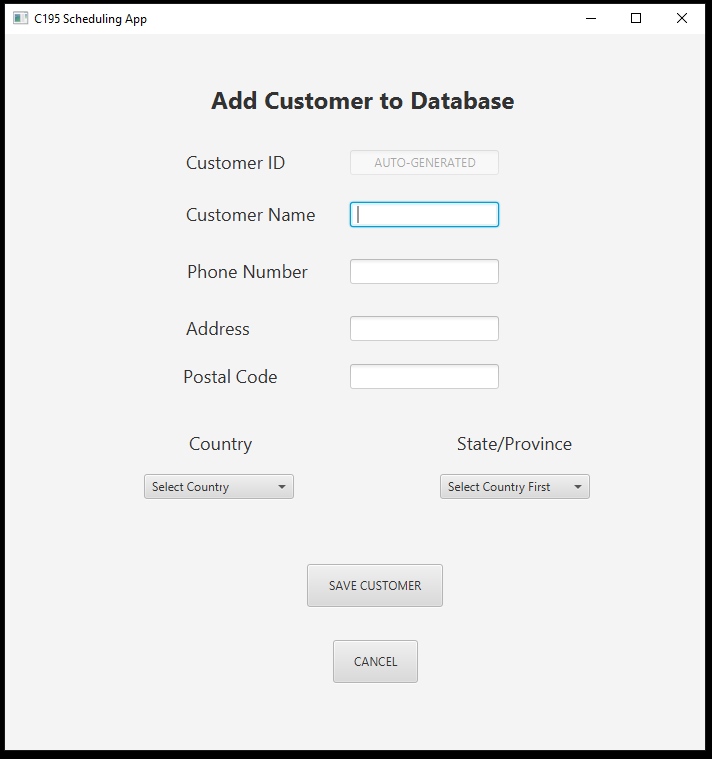 C195 Scheduling App
Add Customer to Database
Customer ID AUTO-GENERATED
Customer Name
Phone Number
Address
Postal Code
Country State/Province
Select Country Select Country First
SAVE CUSTOMER
CANCEL